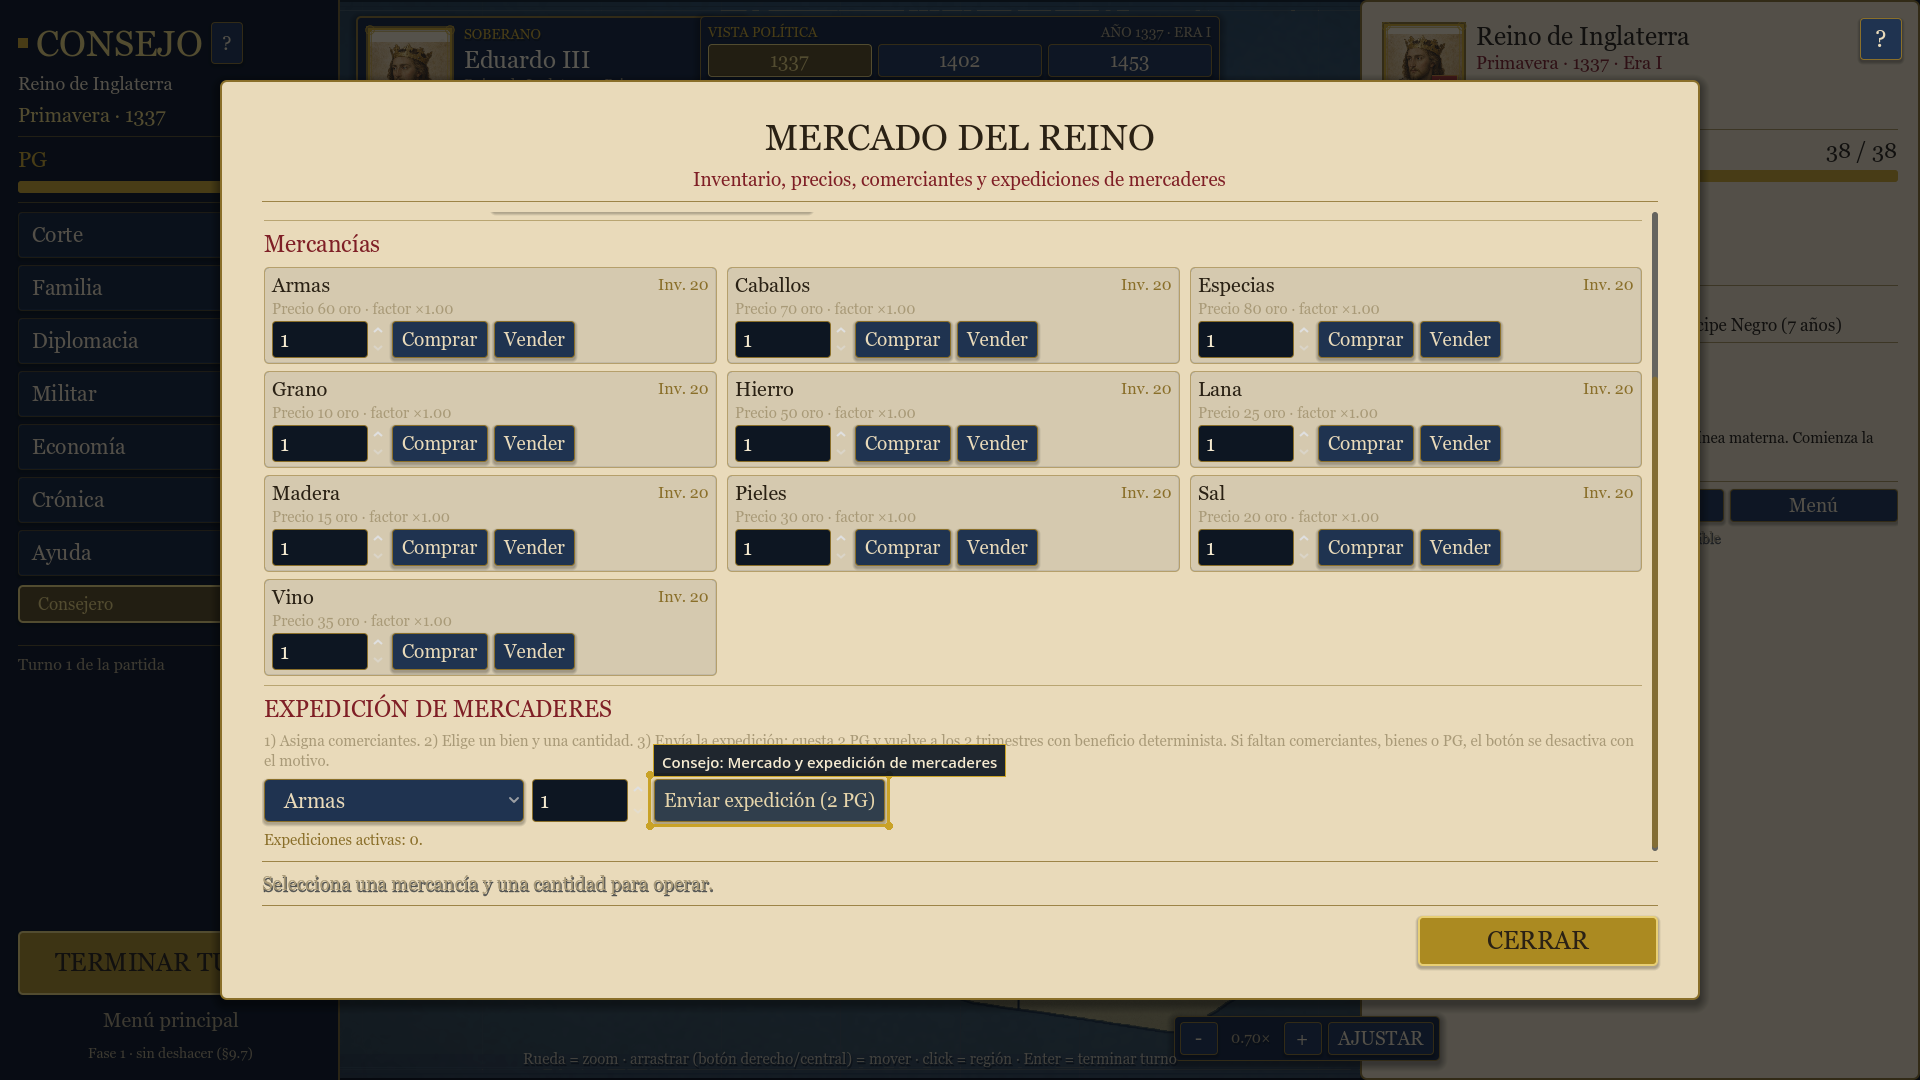 CONSEJO
?
Reino de Inglaterra
Primavera · 1337
PG
Corte
Familia
Diplomacia
Militar
Economía
Crónica
Ayuda
Consejero
Turno 1 de la partida
TERMINAR
Menú principal
Fase 1 · sin deshacer (§9.7)
SOBERANO
Eduardo III
VISTA POLÍTICA
AÑO 1337 · ERA I
1337
1402
1453
Reino de Inglaterra
Primavera · 1337 · Era I
?
38 / 38
Negro (7 años)
materna. Comienza la
Menú
MERCADO DEL REINO
Inventario, precios, comerciantes y expediciones de mercaderes
Mercancías
Armas
Inv. 20
Precio 60 oro · factor ×1.00
1
Comprar
Vender
Caballos
Inv. 20
Precio 70 oro · factor ×1.00
1
Comprar
Vender
Especias
Inv. 20
Precio 80 oro · factor ×1.00
1
Comprar
Vender
Grano
Inv. 20
Precio 10 oro · factor ×1.00
1
Comprar
Vender
Hierro
Inv. 20
Precio 50 oro · factor ×1.00
1
Comprar
Vender
Lana
Inv. 20
Precio 25 oro · factor ×1.00
1
Comprar
Vender
Madera
Inv. 20
Precio 15 oro · factor ×1.00
1
Comprar
Vender
Pieles
Inv. 20
Precio 30 oro · factor ×1.00
1
Comprar
Vender
Sal
Inv. 20
Precio 20 oro · factor ×1.00
1
Comprar
Vender
Vino
Inv. 20
Precio 35 oro · factor ×1.00
1
Comprar
Vender
EXPEDICIÓN DE MERCADERES
1) Asigna comerciantes. 2) Elige un bien y una cantidad. 3) Envía la expedición: cuesta 2 PG y vuelve a los 2 trimestres con beneficio determinista. Si faltan comerciantes, bienes o PG, el botón se desactiva con
el motivo.
Consejo: Mercado y expedición de mercaderes
Armas
1
Enviar expedición (2 PG)
Expediciones activas: 0.
Selecciona una mercancía y una cantidad para operar.
CERRAR
-
0.70×
+
AJUSTAR
Rueda = zoom · arrastrar (botón derecho/central) = mover · click = región · Enter = terminar turno